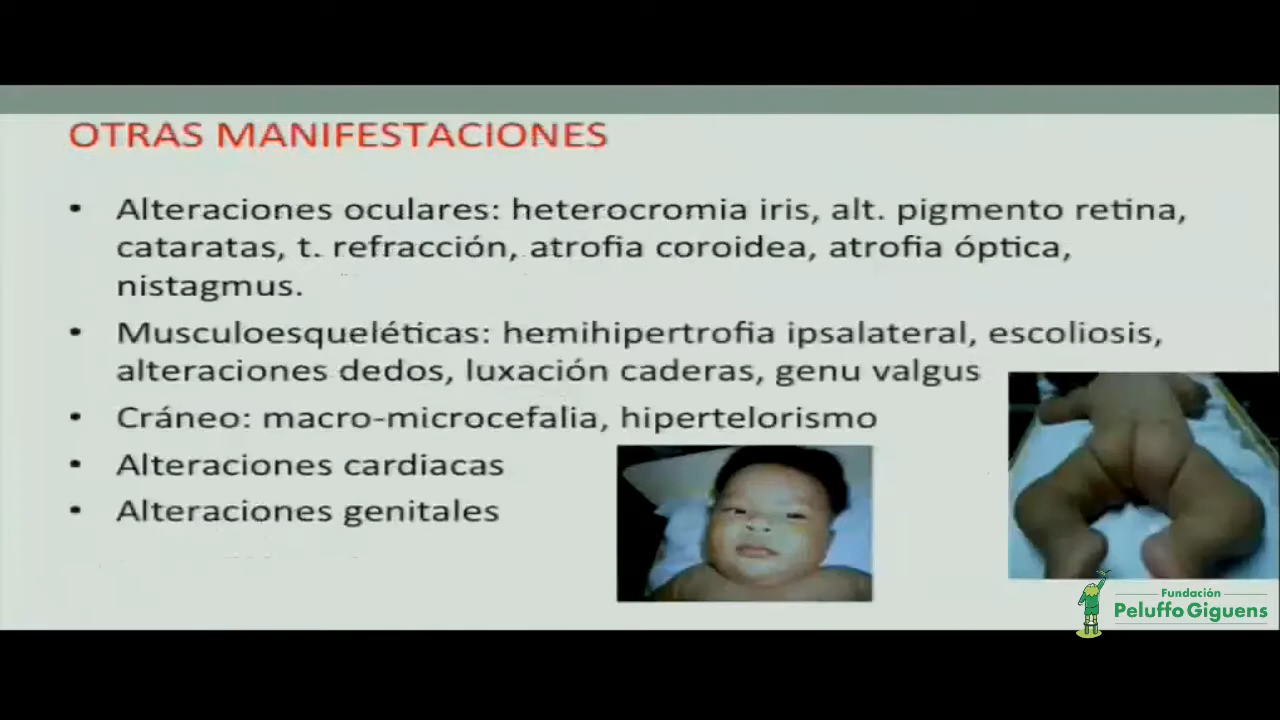 OTRAS MANIFESTACIONES
• Alteraciones oculares: heterocromia iris, alt. pigmento retina,
cataratas, t. refracción, atrofia coroidea, atrofia óptica,
nistagmus.
• Musculoesqueléticas: hemihipertrofia ipsalateral, escoliosis,
alteraciones dedos, luxación caderas, genu valgus
• Cráneo: macro-microcefalia, hipertelorismo
• Alteraciones cardiacas
• Alteraciones genitales
Fundación
Peluffo Giguens